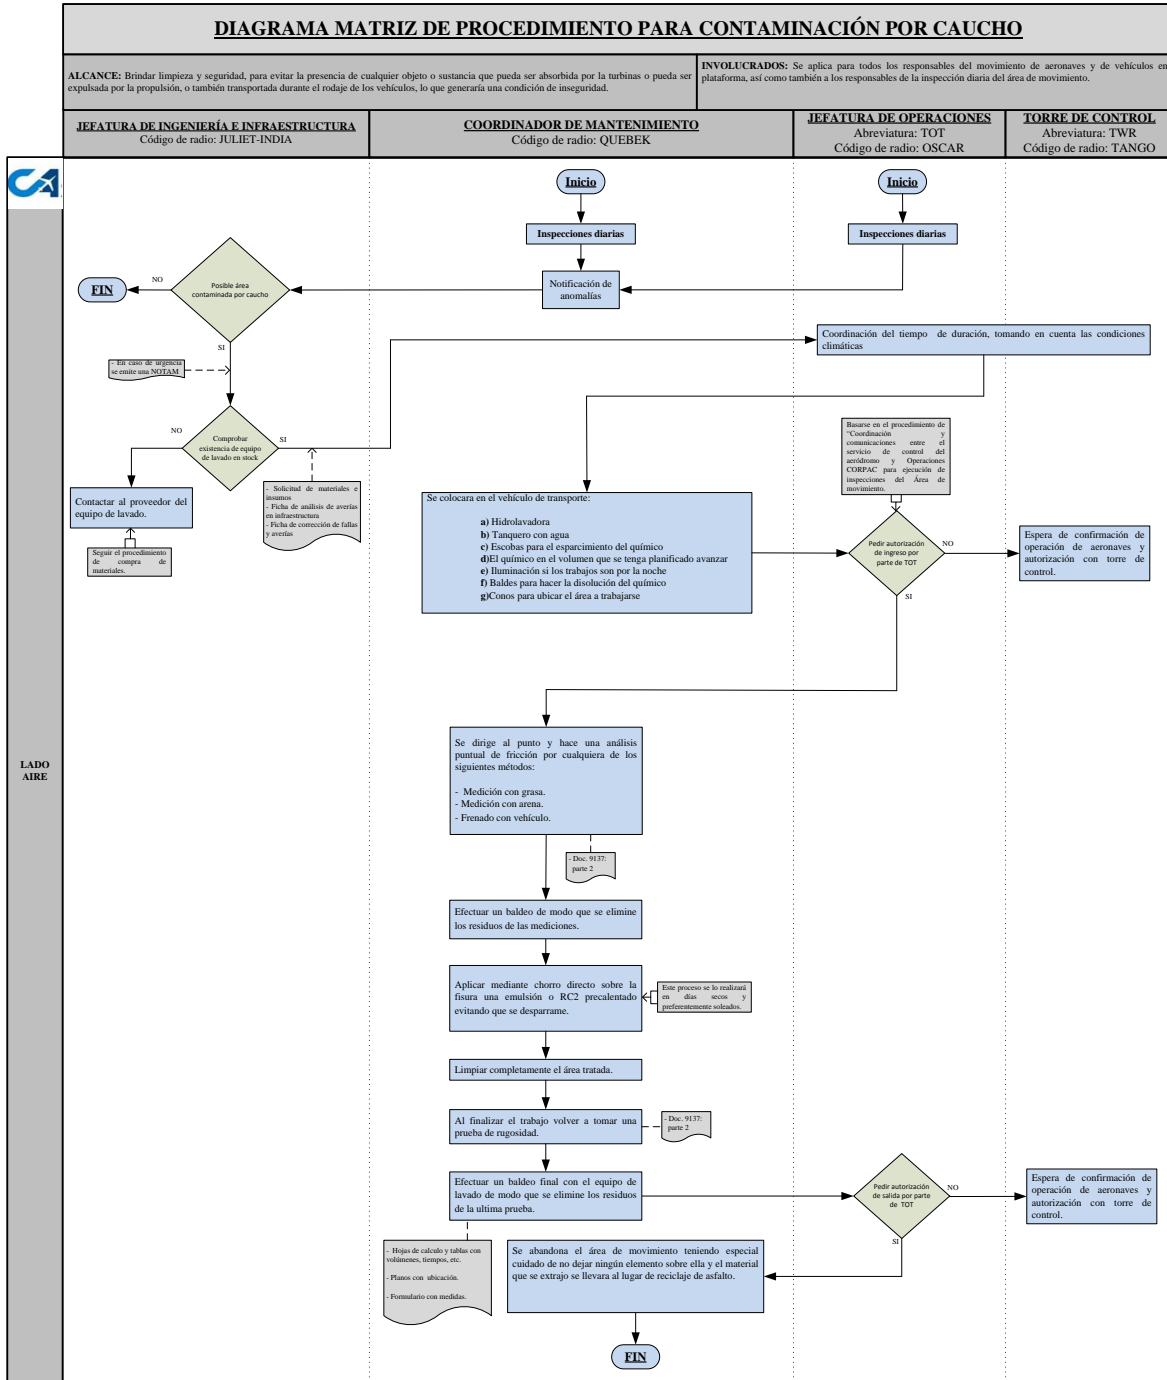 DIAGRAMA MATRIZ DE PROCEDIMIENTO PARA CONTAMINACIÓN POR CAUCHO
ALCANCE: Brindar limpieza y seguridad, para evitar la presencia de cualquier objeto o sustancia que pueda ser absorbida por la turbinas o pueda ser
expulsada por la propulsión, o también transportada durante el rodaje de los vehículos, lo que generaría una condición de inseguridad.
INVOLUCRADOS: Se aplica para todos los responsables del movimiento de aeronaves y de vehículos en
plataforma, así como también a los responsables de la inspección diaria del área de movimiento.
JEFATURA DE INGENIERÍA E INFRAESTRUCTURA
Código de radio: JULIET-INDIA
COORDINADOR DE MANTENIMIENTO
Código de radio: QUEBEK
JEFATURA DE OPERACIONES
Abreviatura: TOT
Código de radio: OSCAR
TORRE DE CONTROL
Abreviatura: TWR
Código de radio: TANGO
LADO
AIRE
Inicio
Inicio
Inspecciones diarias
Inspecciones diarias
Notificación de
anomalías
Posible área
contaminada por caucho
NO
FIN
SI
- En caso de urgencia
se emite una NOTAM
Coordinación del tiempo de duración, tomando en cuenta las condiciones
climáticas
Comprobar
existencia de equipo
de lavado en stock
NO
SI
Contactar al proveedor del
equipo de lavado.
Seguir el procedimiento
de compra de
materiales.
- Solicitud de materiales e
insumos
- Ficha de análisis de averías
en infraestructura
- Ficha de corrección de fallas
y averías
Se colocara en el vehículo de transporte:
a) Hidrolavadora
b) Tanquero con agua
c) Escobas para el esparcimiento del químico
d)El químico en el volumen que se tenga planificado avanzar
e) Iluminación si los trabajos son por la noche
f) Baldes para hacer la disolución del químico
g)Conos para ubicar el área a trabajarse
Basarse en el procedimiento de
"Coordinación y
comunicaciones entre el
servicio de control del
aeródromo y Operaciones
CORPAC para ejecución de
inspecciones del Área de
movimiento.
Pedir autorización
de ingreso por
parte de TOT
NO
SI
Espera de confirmación de
operación de aeronaves y
autorización con torre de
control.
Se dirige al punto y hace una análisis
puntual de fricción por cualquiera de los
siguientes métodos:
- Medición con grasa.
- Medición con arena.
- Frenado con vehículo.
- Doc. 9137:
parte 2
Efectuar un baldeo de modo que se elimine
los residuos de las mediciones.
Aplicar mediante chorro directo sobre la
fisura una emulsión o RC2 precalentado
evitando que se desparrame.
Este proceso se lo realizará
en días secos y
preferentemente soleados.
Limpiar completamente el área tratada.
Al finalizar el trabajo volver a tomar una
prueba de rugosidad.
- Doc. 9137:
parte 2
Efectuar un baldeo final con el equipo de
lavado de modo que se elimine los residuos
de la ultima prueba.
Pedir autorización
de salida por parte
de TOT
NO
SI
Espera de confirmación de
operación de aeronaves y
autorización con torre de
control.
- Hojas de calculo y tablas con
volúmenes, tiempos, etc.
- Planos con ubicación.
- Formulario con medidas.
Se abandona el área de movimiento teniendo especial
cuidado de no dejar ningún elemento sobre ella y el material
que se extrajo se llevara al lugar de reciclaje de asfalto.
FIN